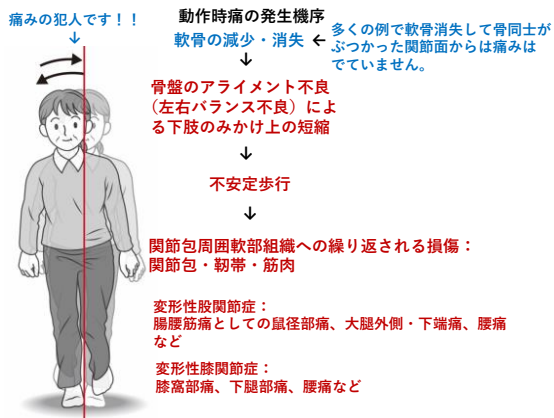 痛みの犯人です！！
↓
動作時痛の発生機序
軟骨の減少・消失 ←
多くの例で軟骨消失して骨同士が
ぶつかった関節面からは痛みは
でていません。
↓
骨盤のアライメント不良
（左右バランス不良）によ
る下肢のみかけ上の短縮
↓
不安定歩行
↓
関節包周囲軟部組織への繰り返される損傷：
関節包・靭帯・筋肉
変形性股関節症：
腸腰筋痛としての鼠径部痛、大腿外側・下端痛、腰痛
など
変形性膝関節症：
膝窩部痛、下腿部痛、腰痛など